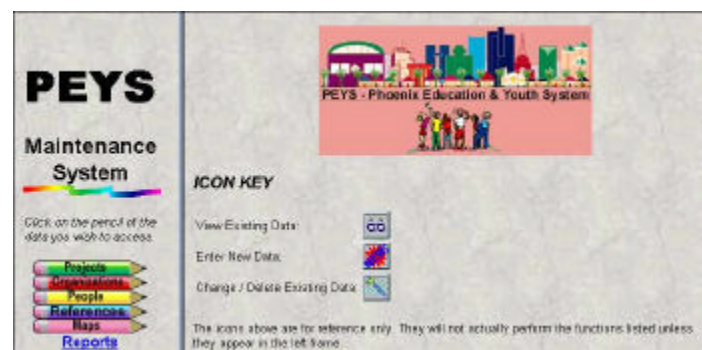 PEYS
Maintenance
System
Click on the pencil of the
data you wish to access.
Projects
Organizations
People
References
Maps
Reports
PEYS - Phoenix Education & Youth System
ICON KEY
View Existing Data:
Enter New Data:
Change / Delete Existing Data:
The icons above are for reference only. They will not actually perform the functions listed unless
they appear in the left frame